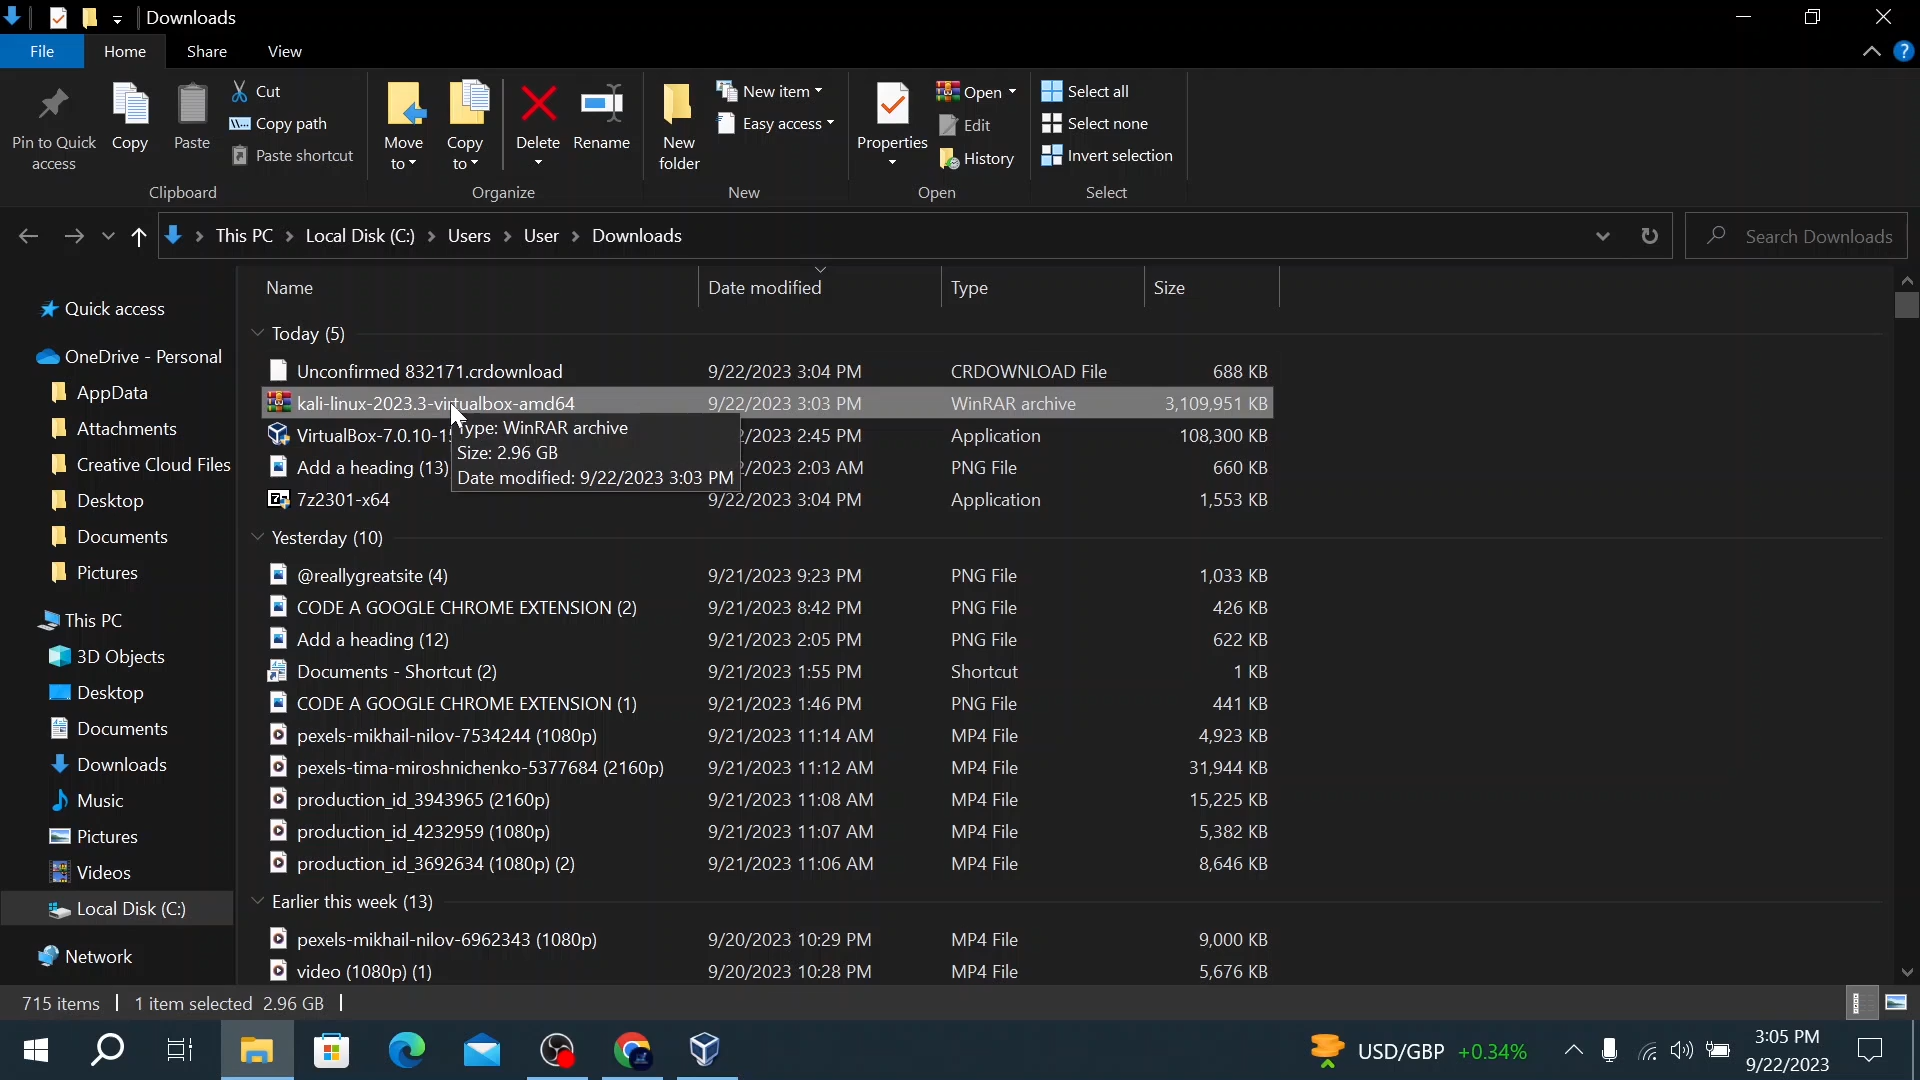 Downloads
File Home Share View
Pin to Quick access
Copy
Paste
Cut
Copy path
Paste shortcut
Clipboard
Move to
Copy to
Delete
Rename
Organize
New folder
New item
Easy access
New
Properties
Open
Edit
History
Open
Select all
Select none
Invert selection
Select
This PC > Local Disk (C:) > Users > User > Downloads
Search Downloads
Quick access
OneDrive - Personal
AppData
Attachments
Creative Cloud Files
Desktop
Documents
Pictures
This PC
3D Objects
Desktop
Documents
Downloads
Music
Pictures
Videos
Local Disk (C:)
Network
Name Date modified Type Size
Today (5)
Unconfirmed 832171.crdownload 9/22/2023 3:04 PM CRDOWNLOAD File 688 KB
kali-linux-2023.3-virtualbox-amd64 9/22/2023 3:03 PM WinRAR archive 3,109,951 KB
VirtualBox-7.0.10-1 /2023 2:45 PM Application 108,300 KB
Add a heading (13) /2023 2:03 AM PNG File 660 KB
7z2301-x64 9/22/2023 3:04 PM Application 1,553 KB
Type: WinRAR archive
Size: 2.96 GB
Date modified: 9/22/2023 3:03 PM
Yesterday (10)
@reallygreatsite (4) 9/21/2023 9:23 PM PNG File 1,033 KB
CODE A GOOGLE CHROME EXTENSION (2) 9/21/2023 8:42 PM PNG File 426 KB
Add a heading (12) 9/21/2023 2:05 PM PNG File 622 KB
Documents - Shortcut (2) 9/21/2023 1:55 PM Shortcut 1 KB
CODE A GOOGLE CHROME EXTENSION (1) 9/21/2023 1:46 PM PNG File 441 KB
pexels-mikhail-nilov-7534244 (1080p) 9/21/2023 11:14 AM MP4 File 4,923 KB
pexels-tima-miroshnichenko-5377684 (2160p) 9/21/2023 11:12 AM MP4 File 31,944 KB
production_id_3943965 (2160p) 9/21/2023 11:08 AM MP4 File 15,225 KB
production_id_4232959 (1080p) 9/21/2023 11:07 AM MP4 File 5,382 KB
production_id_3692634 (1080p) (2) 9/21/2023 11:06 AM MP4 File 8,646 KB
Earlier this week (13)
pexels-mikhail-nilov-6962343 (1080p) 9/20/2023 10:29 PM MP4 File 9,000 KB
video (1080p) (1) 9/20/2023 10:28 PM MP4 File 5,676 KB
715 items 1 item selected 2.96 GB
USD/GBP +0.34%
3:05 PM
9/22/2023